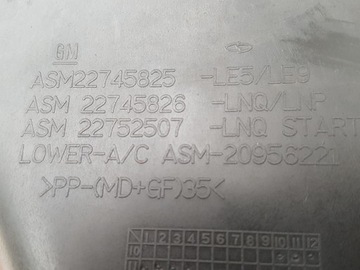 GM
ASM22745825 -LE5/LE9
ASM 22745826 -LNQ/LNP
ASM 22752507 -LNQ START
LOWER-A/C ASM-20956221
>PP-(MD+GF)35<
1 2 3 4 5 6 7 8 9 10 11 12
10
11